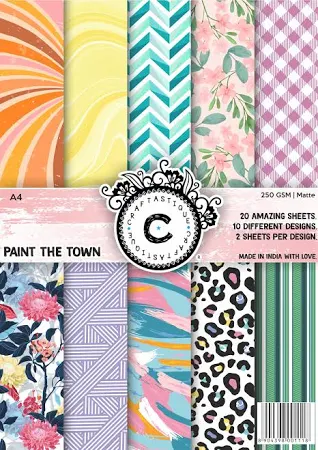 A4
250 GSM | Matte
CRAFTASTIQUE
CRAFTASTIQUE
C
20 AMAZING SHEETS.
10 DIFFERENT DESIGNS.
2 SHEETS PER DESIGN.
PAINT THE TOWN
MADE IN INDIA WITH LOVE